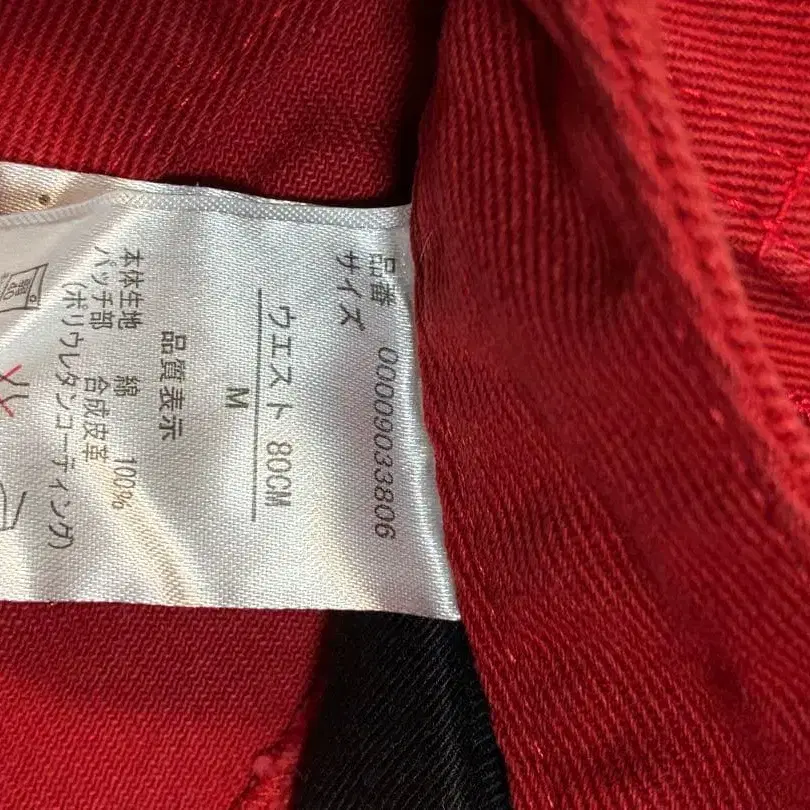 品番 00009033806
サイズ
ウエスト 80CM
M
品質表示
本体生地 綿 100%
パッチ部 合成皮革
(ポリウレタンコーティング)